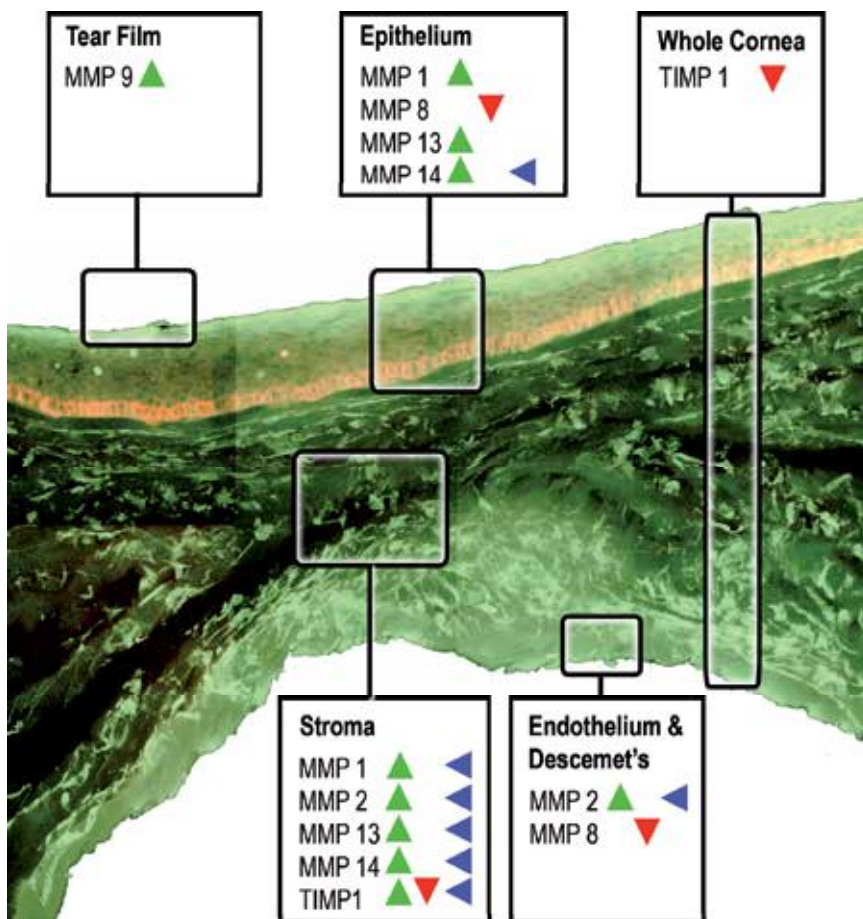 Tear Film
MMP 9
Epithelium
MMP 1
MMP 8
MMP 13
MMP 14
Whole Cornea
TIMP 1
Stroma
MMP 1
MMP 2
MMP 13
MMP 14
TIMP1
Endothelium &
Descemet's
MMP 2
MMP 8